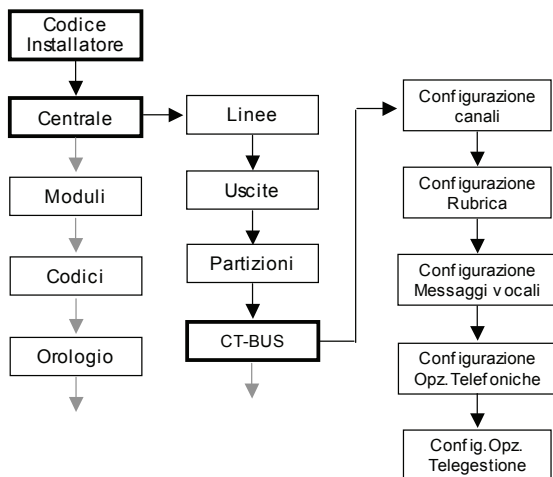 Codice
Installatore
Centrale
Moduli
Codici
Orologio
Linee
Uscite
Partizioni
CT-BUS
Configurazione
canali
Configurazione
Rubrica
Configurazione
Messaggi vocali
Configurazione
Opz.Telefoniche
Config.Opz.
Telegestione